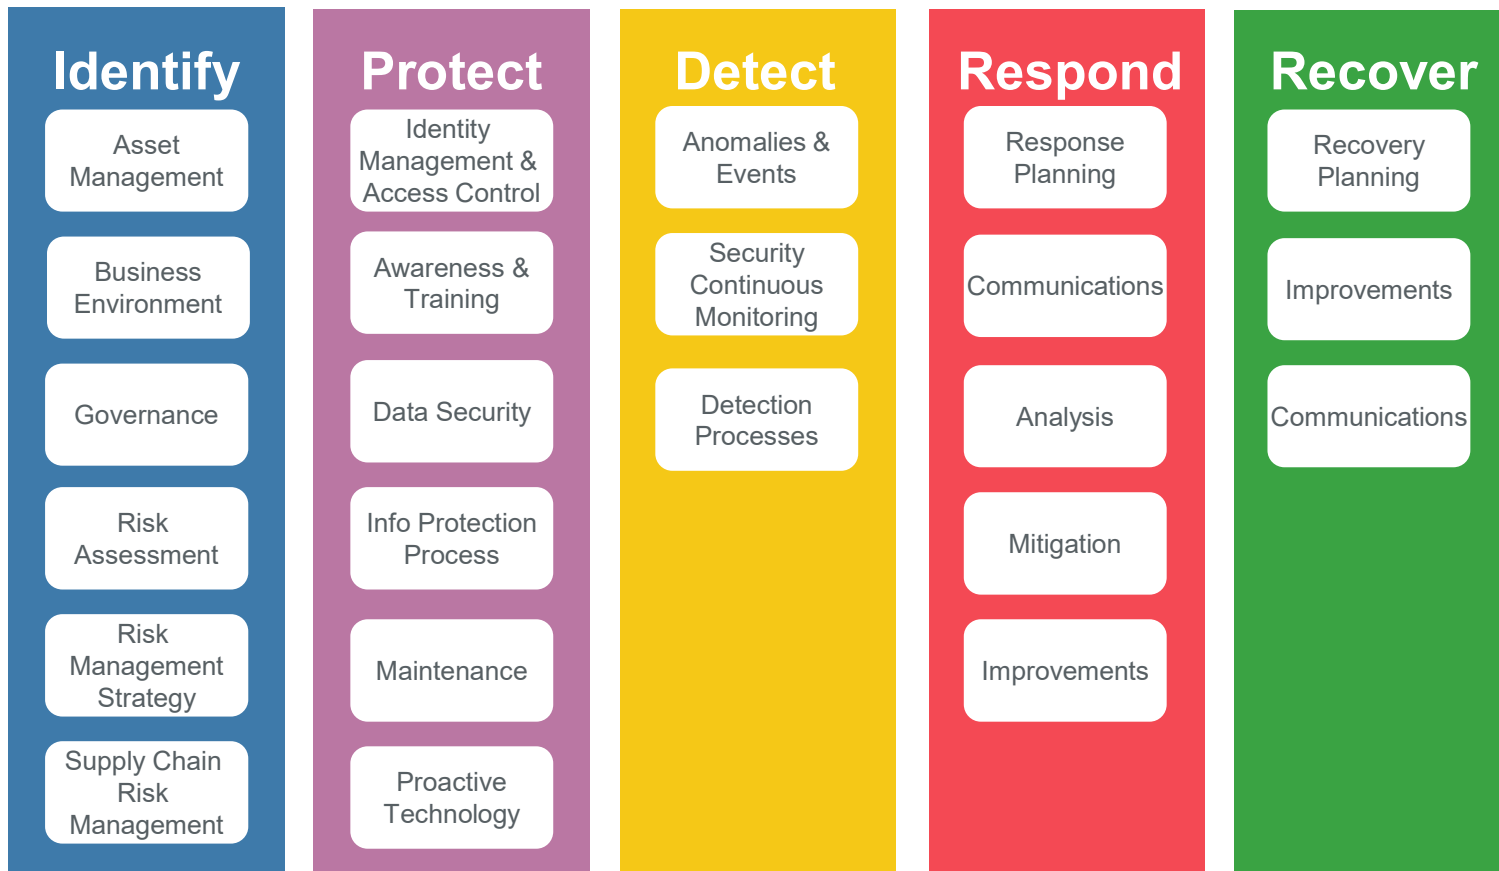 Identify
Asset
Management
Business
Environment
Governance
Risk
Assessment
Risk
Management
Strategy
Supply Chain
Risk
Management
Protect
Identity
Management &
Access Control
Awareness &
Training
Data Security
Info Protection
Process
Maintenance
Proactive
Technology
Detect
Anomalies &
Events
Security
Continuous
Monitoring
Detection
Processes
Respond
Response
Planning
Communications
Analysis
Mitigation
Improvements
Recover
Recovery
Planning
Improvements
Communications